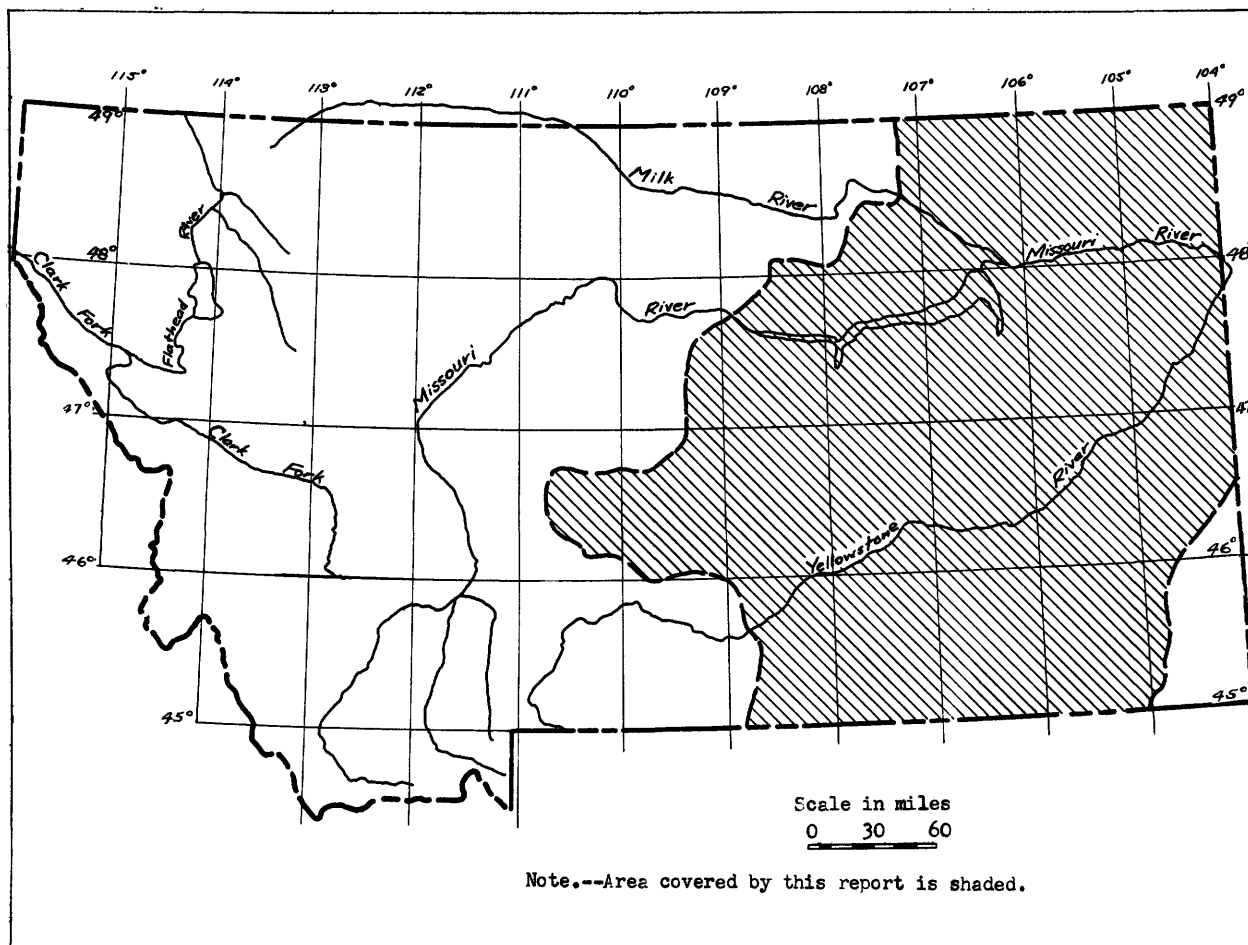 115° 114° 113° 112° 111° 110° 109° 108° 107° 106° 105° 104°
49° 49°
Milk River
River
Missouri River
48° 48°
Clark Fork
Flathead
River
Missouri
47° 47
Clark Fork
River
Yellowstone
46° 46°
45° 45°
Scale in miles
0 30 60
Note.--Area covered by this report is shaded.